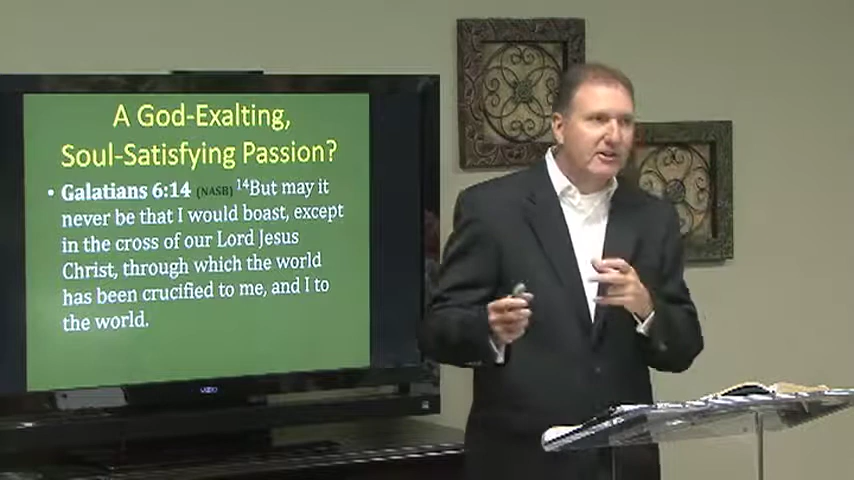 A God-Exalting,
Soul-Satisfying Passion?
• Galatians 6:14 (NASB) 14But may it
never be that I would boast, except
in the cross of our Lord Jesus
Christ, through which the world
has been crucified to me, and I to
the world.
VIZIO